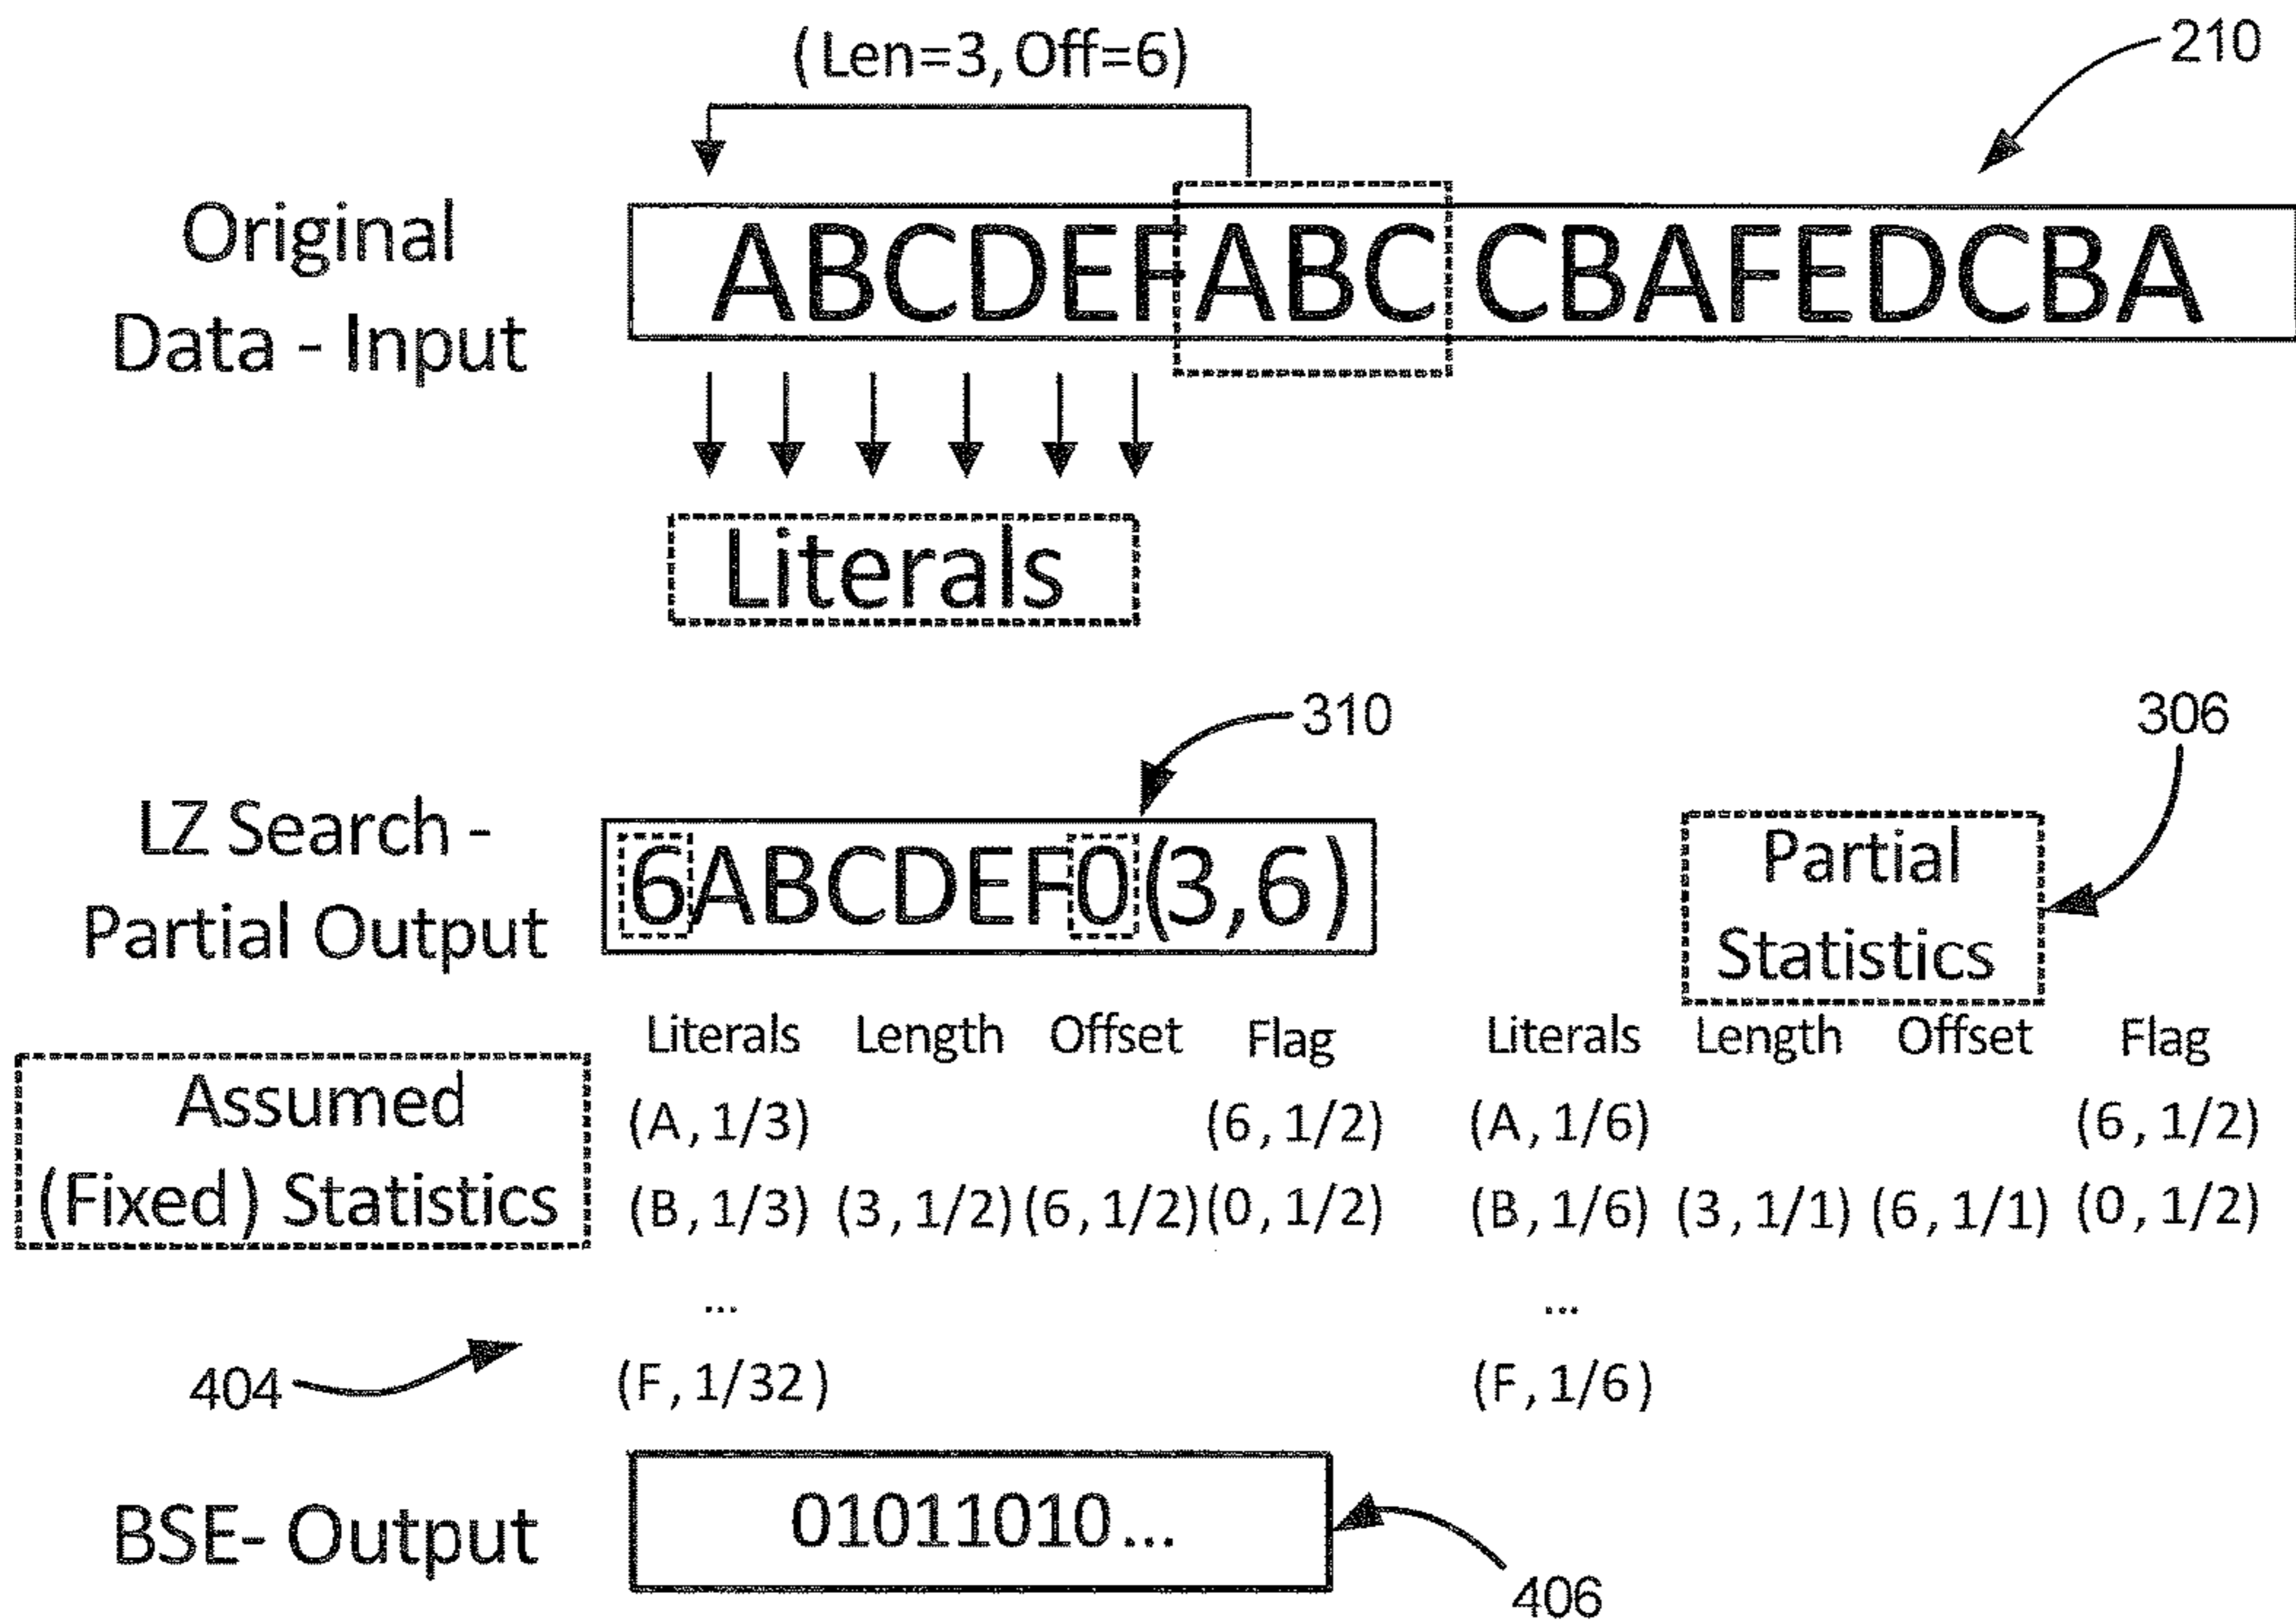 (Len=3, Off=6)
210
Original
Data - Input
ABCDEFABC CBAFEDCBA
Literals
310
306
LZ Search -
Partial Output
6ABCDEF0(3,6)
Partial
Statistics
Literals Length Offset Flag
Literals Length Offset Flag
Assumed
(Fixed) Statistics
(A, 1/3) (6, 1/2)
(A, 1/6) (6, 1/2)
(B, 1/3) (3, 1/2) (6, 1/2) (0, 1/2)
(B, 1/6) (3, 1/1) (6, 1/1) (0, 1/2)
...
...
404
(F, 1/32)
(F, 1/6)
BSE- Output
01011010...
406